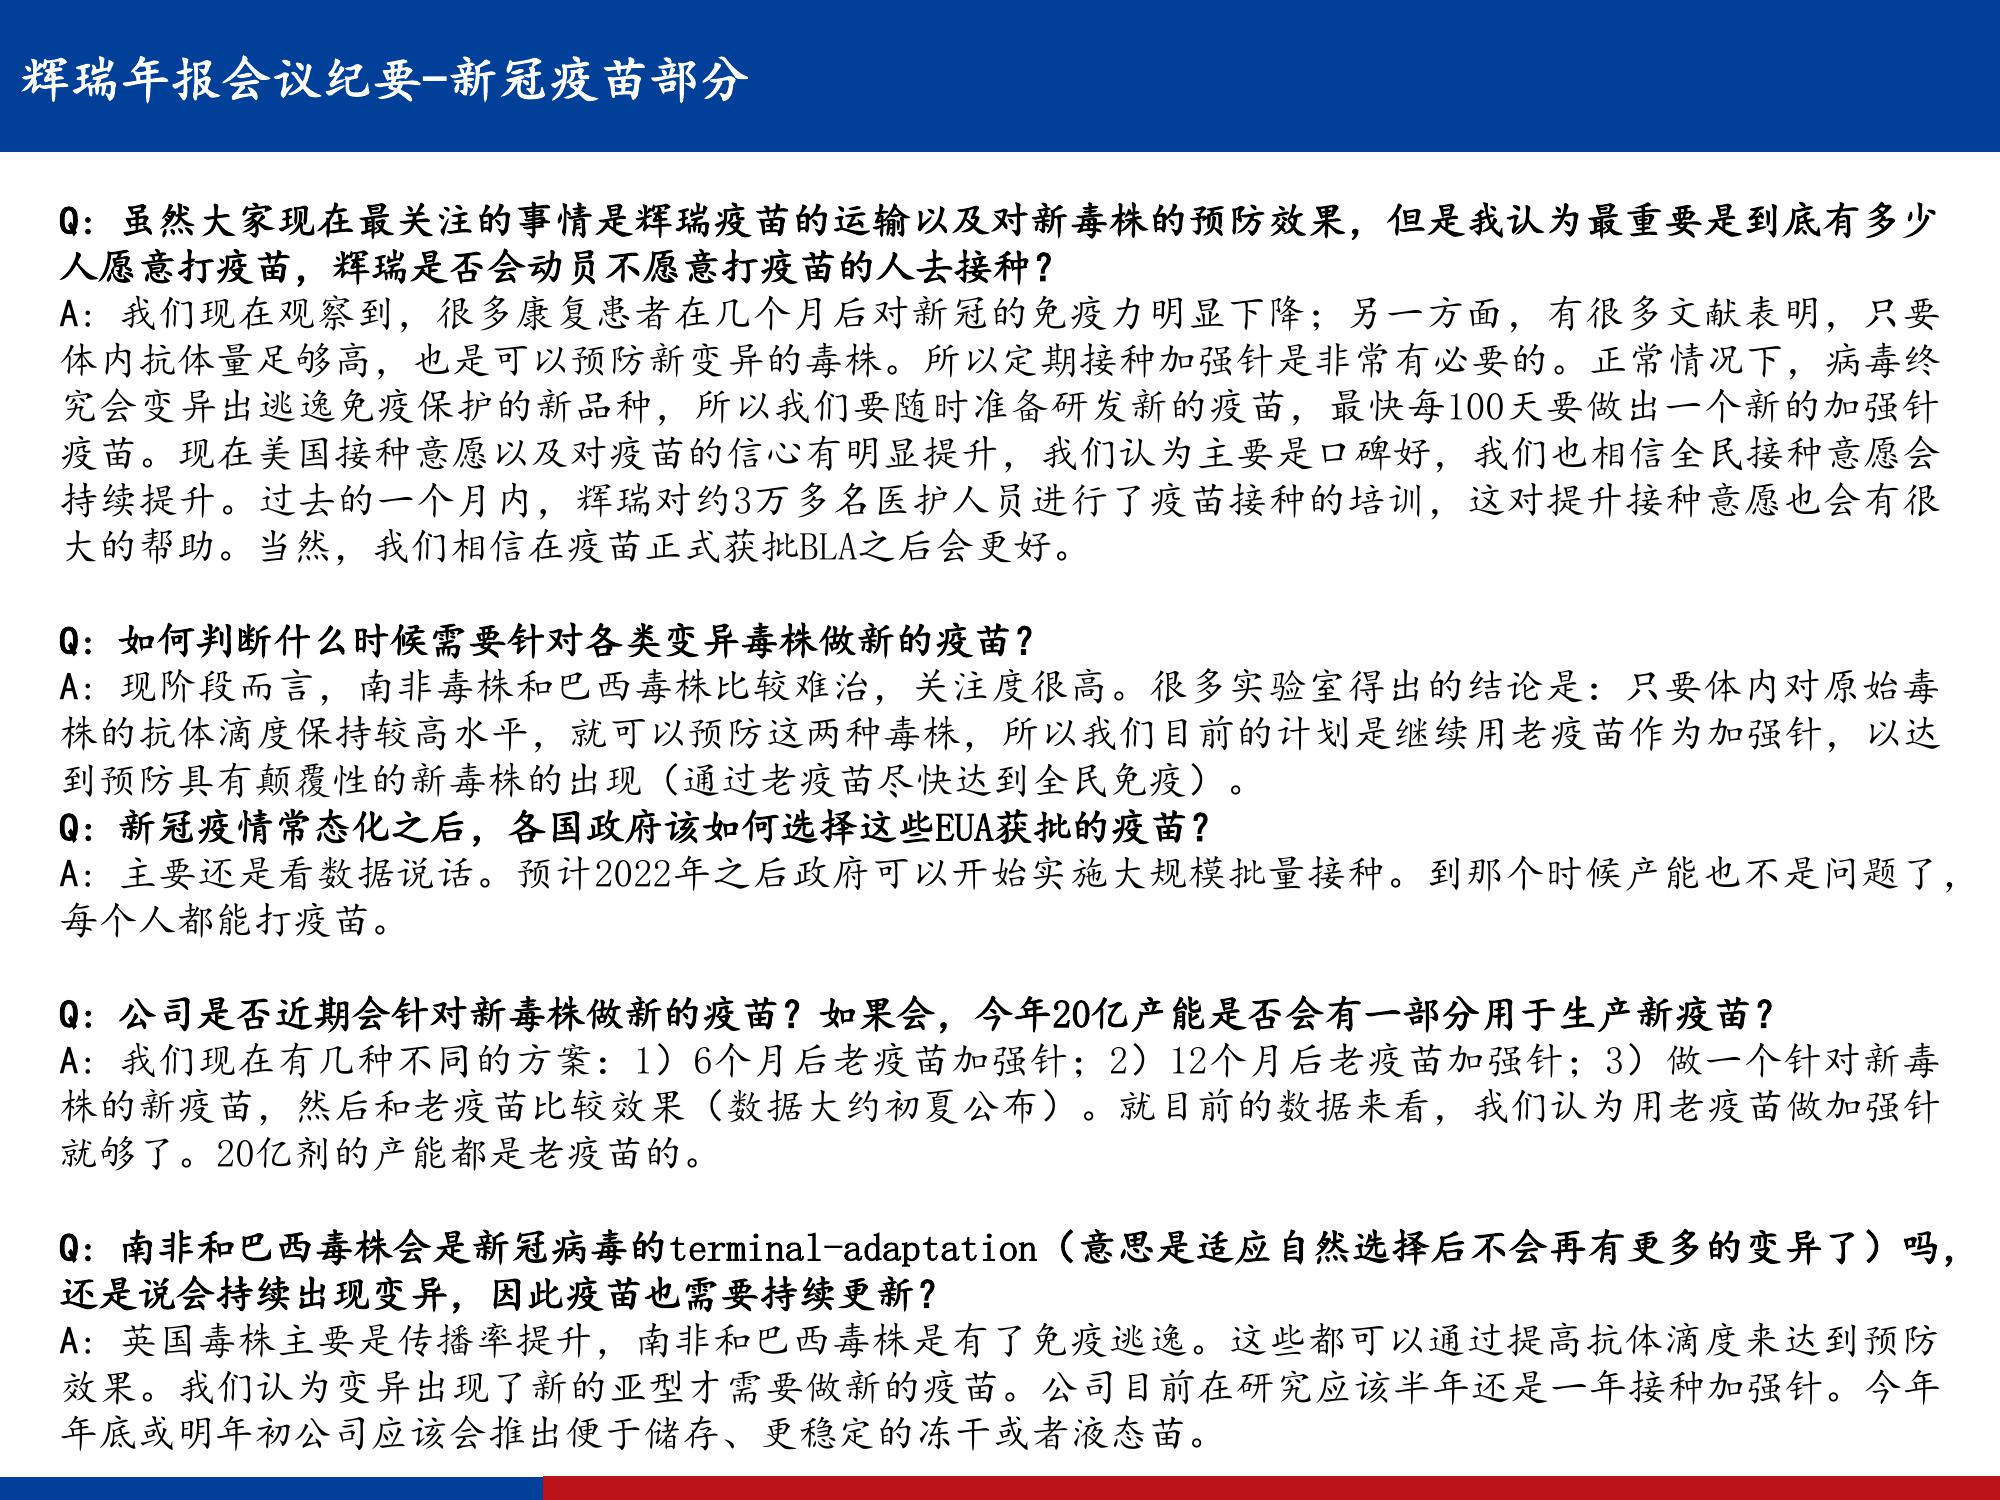 辉瑞年报会议纪要-新冠疫苗部分
Q: 虽然大家现在最关注的事情是辉瑞疫苗的运输以及对新毒株的预防效果，但是我认为最重要是到底有多少
人愿意打疫苗，辉瑞是否会动员不愿意打疫苗的人去接种？
A: 我们现在观察到，很多康复患者在几个月后对新冠的免疫力明显下降；另一方面，有很多文献表明，只要
体内抗体量足够高，也是可以预防新变异的毒株。所以定期接种加强针是非常有必要的。正常情况下，病毒终
究会变异出逃逸免疫保护的新品种，所以我们要随时准备研发新的疫苗，最快每100天要做出一个新的加强针
疫苗。现在美国接种意愿以及对疫苗的信心有明显提升，我们认为主要是口碑好，我们也相信全民接种意愿会
持续提升。过去的一个月内，辉瑞对约3万多名医护人员进行了疫苗接种的培训，这对提升接种意愿也会有很
大的帮助。当然，我们相信在疫苗正式获批BLA之后会更好。
Q: 如何判断什么时候需要针对各类变异毒株做新的疫苗？
A: 现阶段而言，南非毒株和巴西毒株比较难治，关注度很高。很多实验室得出的结论是：只要体内对原始毒
株的抗体滴度保持较高水平，就可以预防这两种毒株，所以我们目前的计划是继续用老疫苗作为加强针，以达
到预防具有颠覆性的新毒株的出现（通过老疫苗尽快达到全民免疫）。
Q: 新冠疫情常态化之后，各国政府该如何选择这些EUA获批的疫苗？
A: 主要还是看数据说话。预计2022年之后政府可以开始实施大规模批量接种。到那个时候产能也不是问题了，
每个人都能打疫苗。
Q: 公司是否近期会针对新毒株做新的疫苗？如果会，今年20亿产能是否会有一部分用于生产新疫苗？
A: 我们现在有几种不同的方案：1）6个月后老疫苗加强针；2）12个月后老疫苗加强针；3）做一个针对新毒
株的新疫苗，然后和老疫苗比较效果（数据大约初夏公布）。就目前的数据来看，我们认为用老疫苗做加强针
就够了。20亿剂的产能都是老疫苗的。
Q: 南非和巴西毒株会是新冠病毒的terminal-adaptation（意思是适应自然选择后不会再有更多的变异了）吗，
还是说会持续出现变异，因此疫苗也需要持续更新？
A: 英国毒株主要是传播率提升，南非和巴西毒株是有了免疫逃逸。这些都可以通过提高抗体滴度来达到预防
效果。我们认为变异出现了新的亚型才需要做新的疫苗。公司目前在研究应该半年还是一年接种加强针。今年
年底或明年初公司应该会推出便于储存、更稳定的冻干或者液态苗。